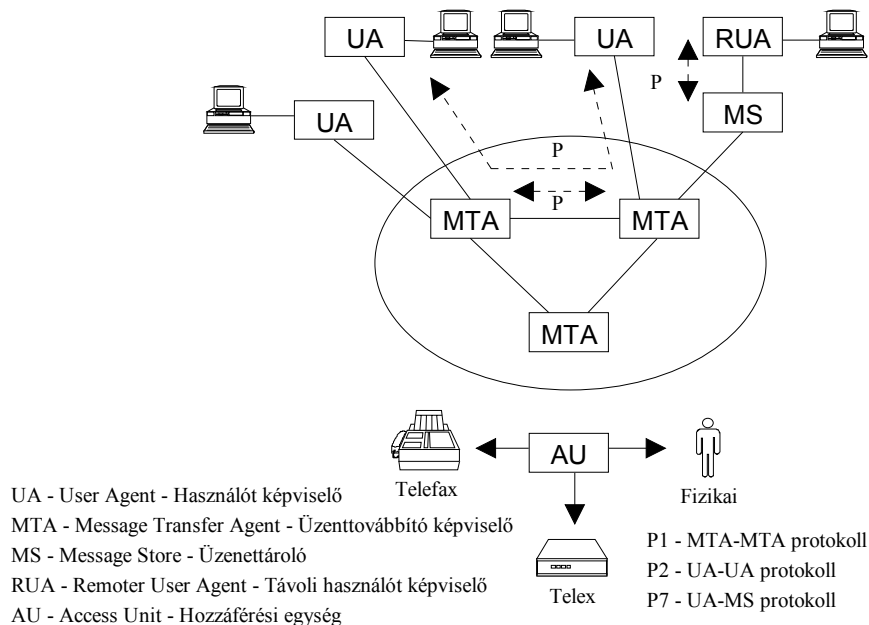 UA
UA
RUA
P
MS
UA
P
P
MTA
MTA
MTA
AU
Telefax
Fizikai
Telex
UA - User Agent - Használót képviselő
MTA - Message Transfer Agent - Üzenttovábbító képviselő
MS - Message Store - Üzenettároló
RUA - Remoter User Agent - Távoli használót képviselő
AU - Access Unit - Hozzáférési egység
P1 - MTA-MTA protokoll
P2 - UA-UA protokoll
P7 - UA-MS protokoll